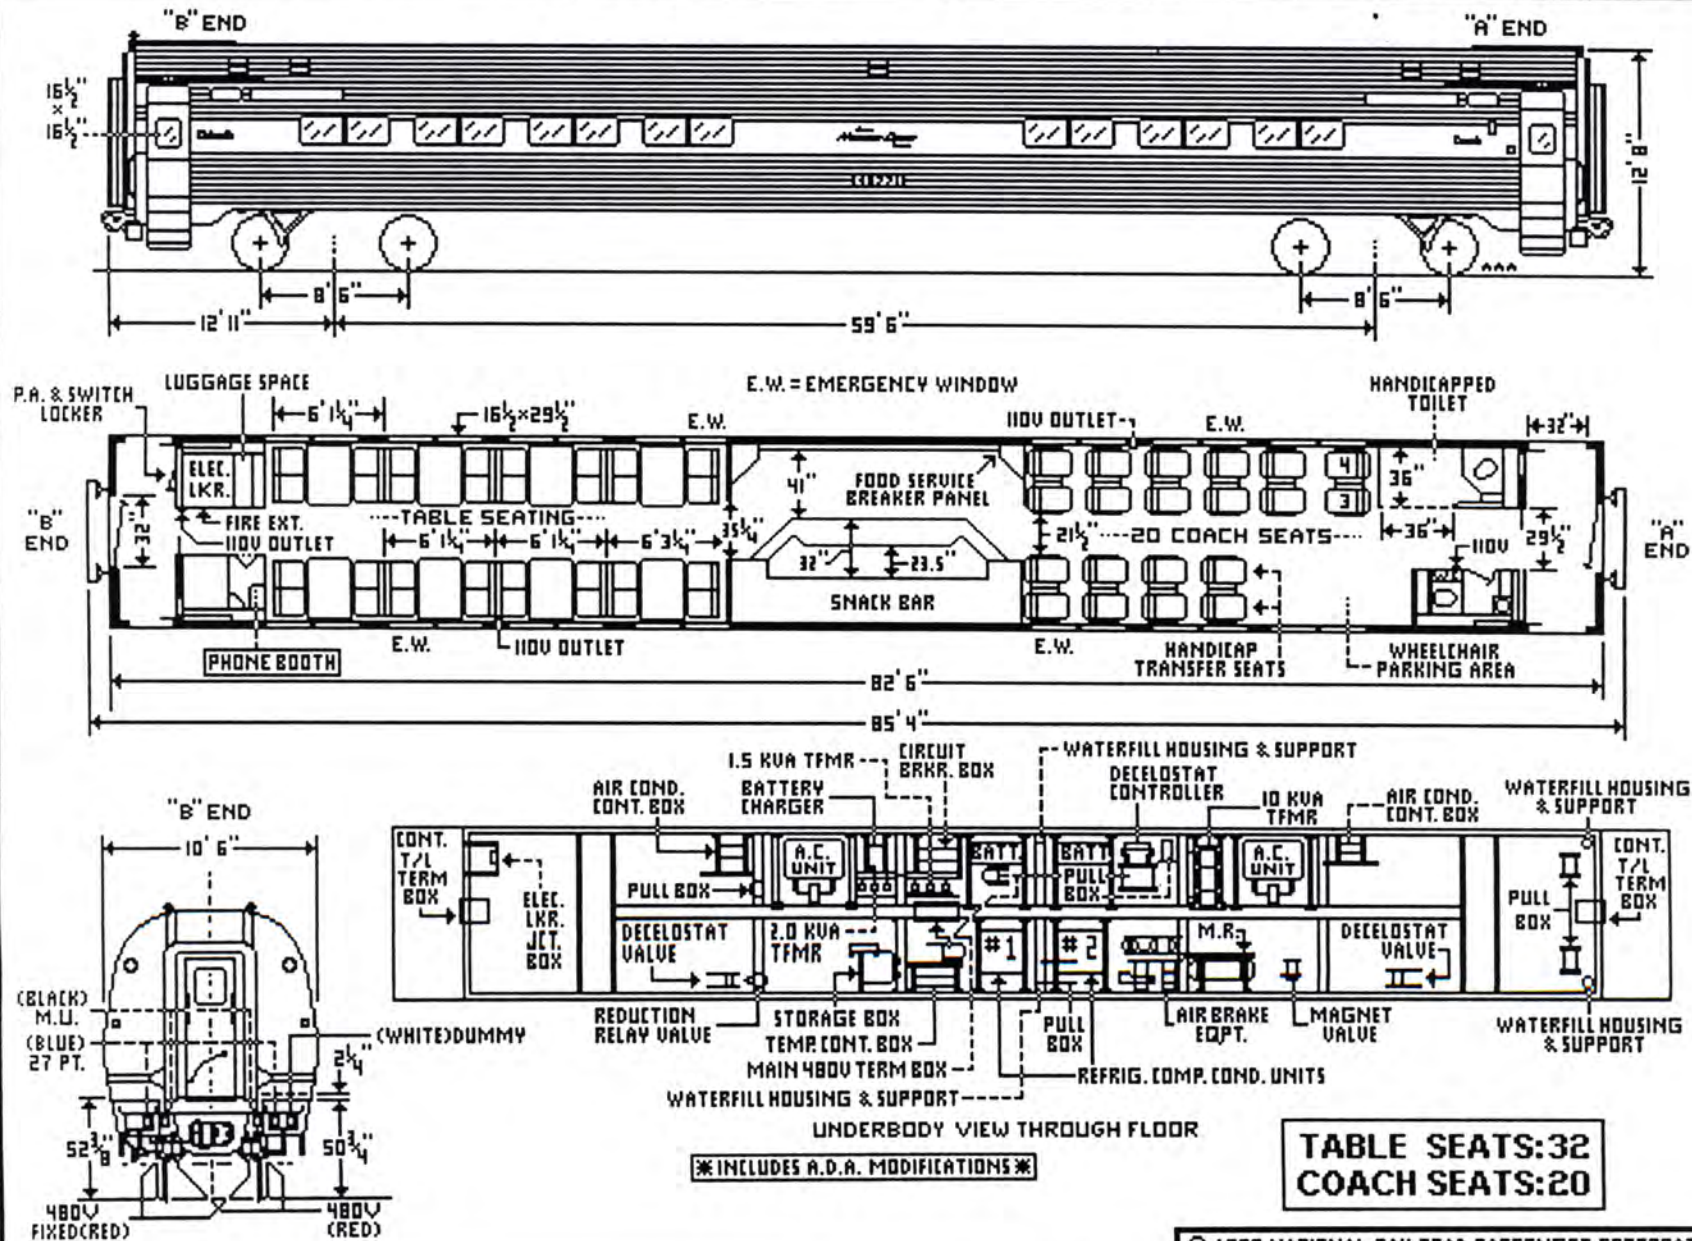 "B" END
"A" END
16½"
×
16½"
12' 8"
8' 6"
8' 6"
12' 11"
59' 6"
P.A. & SWITCH
LOCKER
LUGGAGE SPACE
E.W. = EMERGENCY WINDOW
HANDICAPPED
TOILET
6' 1¼"
16½×29½"
E.W.
110V OUTLET
E.W.
32"
ELEC.
LKR.
41"
FOOD SERVICE
BREAKER PANEL
4
3
36"
"B"
END
32"
FIRE EXT.
110V OUTLET
TABLE SEATING
6' 1¼"
6' 1¼"
6' 3¼"
35¼"
32"
23.5"
21½"
20 COACH SEATS
36"
110V
29½"
"A"
END
SNACK BAR
PHONE BOOTH
E.W.
110V OUTLET
E.W.
HANDICAP
TRANSFER SEATS
WHEELCHAIR
PARKING AREA
82' 6"
85' 4"
"B" END
10' 6"
(BLACK)
M.U.
(BLUE)
27 PT.
(WHITE)DUMMY
2¼"
52⅜"
50¾"
480V
FIXED(RED)
480V
(RED)
1.5 KVA TFMR
CIRCUIT
BRKR. BOX
WATERFILL HOUSING & SUPPORT
AIR COND.
CONT. BOX
BATTERY
CHARGER
DECELOSTAT
CONTROLLER
10 KVA
TFMR
AIR COND.
CONT. BOX
WATERFILL HOUSING
& SUPPORT
CONT.
T/L
TERM
BOX
ELEC.
LKR.
JCT.
BOX
A.C.
UNIT
BATT.
BATT.
PULL
BOX
A.C.
UNIT
PULL
BOX
CONT.
T/L
TERM
BOX
PULL BOX
DECELOSTAT
VALVE
2.0 KVA
TFMR
#1
#2
M.R.
DECELOSTAT
VALVE
REDUCTION
RELAY VALVE
STORAGE BOX
TEMP. CONT. BOX
MAIN 480V TERM BOX
WATERFILL HOUSING & SUPPORT
PULL
BOX
AIR BRAKE
EQPT.
MAGNET
VALVE
REFRIG. COMP. COND. UNITS
WATERFILL HOUSING
& SUPPORT
UNDERBODY VIEW THROUGH FLOOR
*INCLUDES A.D.A. MODIFICATIONS*
TABLE SEATS:32
COACH SEATS:20